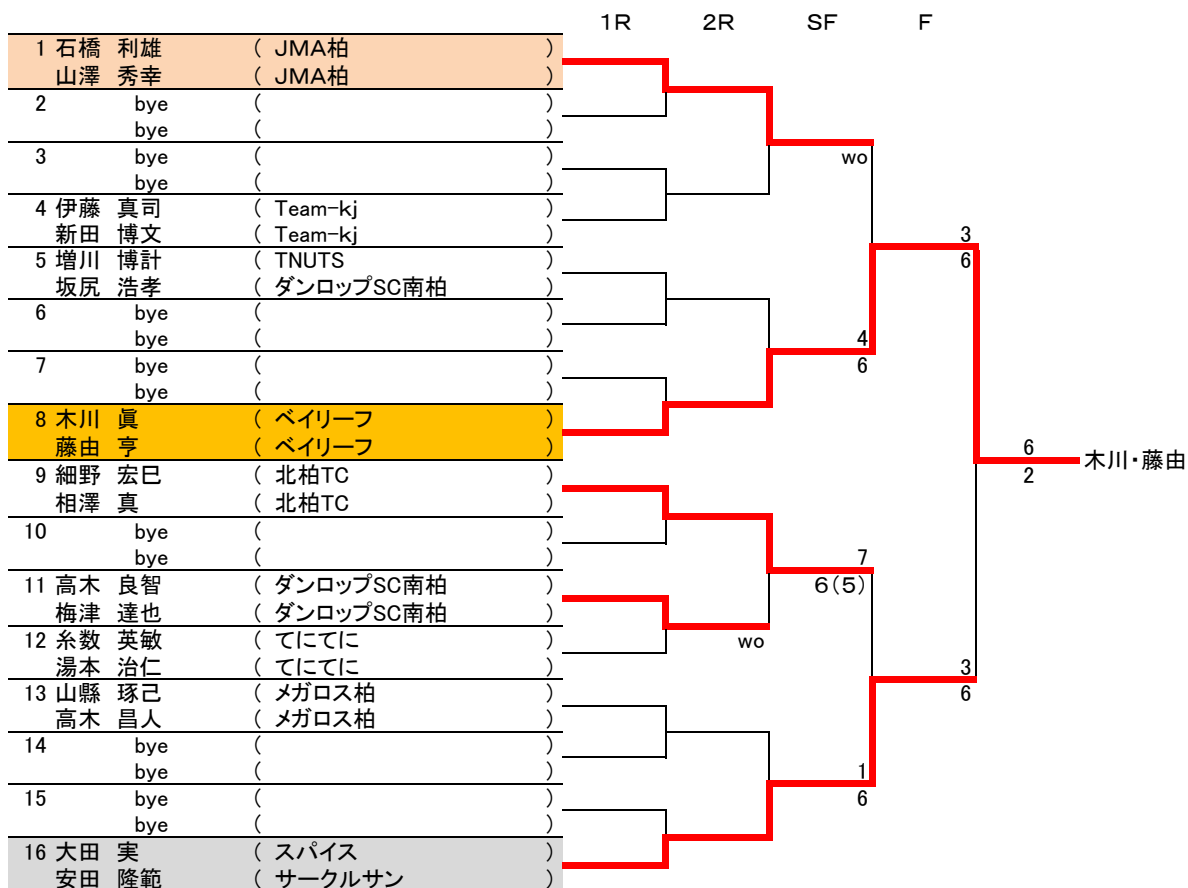 1R 2R SF F
1 石橋 利雄 ( JMA柏 )
山澤 秀幸 ( JMA柏 )
2 bye ( )
bye ( )
3 bye ( )
bye ( )
wo
4 伊藤 真司 ( Team-kj )
新田 博文 ( Team-kj )
3
6
5 増川 博計 ( TNUTS )
坂尻 浩孝 ( ダンロップSC南柏 )
6 bye ( )
bye ( )
4
6
7 bye ( )
bye ( )
8 木川 眞 ( ベイリーフ )
藤由 亨 ( ベイリーフ )
6
2
木川・藤由
9 細野 宏巳 ( 北柏TC )
相澤 真 ( 北柏TC )
10 bye ( )
bye ( )
7
6(5)
11 高木 良智 ( ダンロップSC南柏 )
梅津 達也 ( ダンロップSC南柏 )
wo
12 糸数 英敏 ( てにてに )
湯本 治仁 ( てにてに )
3
6
13 山縣 琢己 ( メガロス柏 )
高木 昌人 ( メガロス柏 )
14 bye ( )
bye ( )
1
6
15 bye ( )
bye ( )
16 大田 実 ( スパイス )
安田 隆範 ( サークルサン )